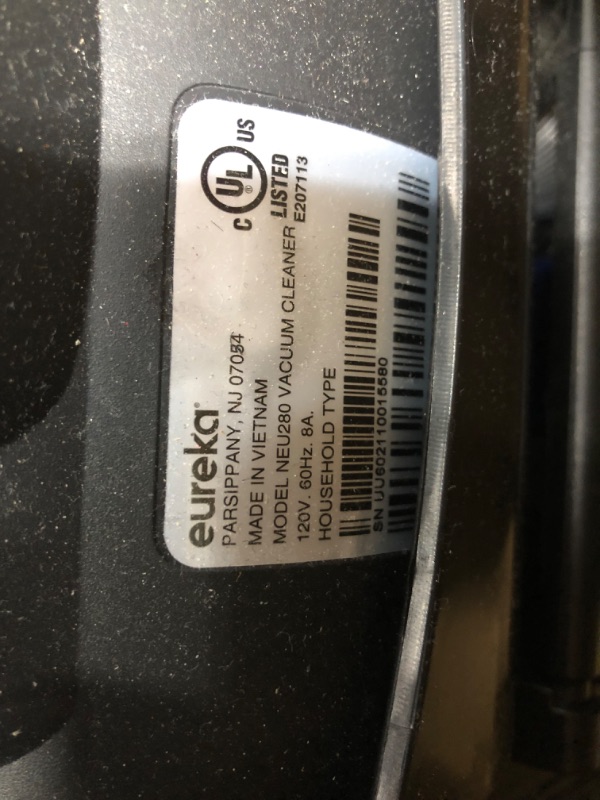 eureka
PARSIPPANY, NJ 07054
MADE IN VIETNAM
MODEL NEU280 VACUUM CLEANER
120V. 60Hz. 8A.
HOUSEHOLD TYPE
SN UU602110015580
C UL ® US
LISTED
E207113